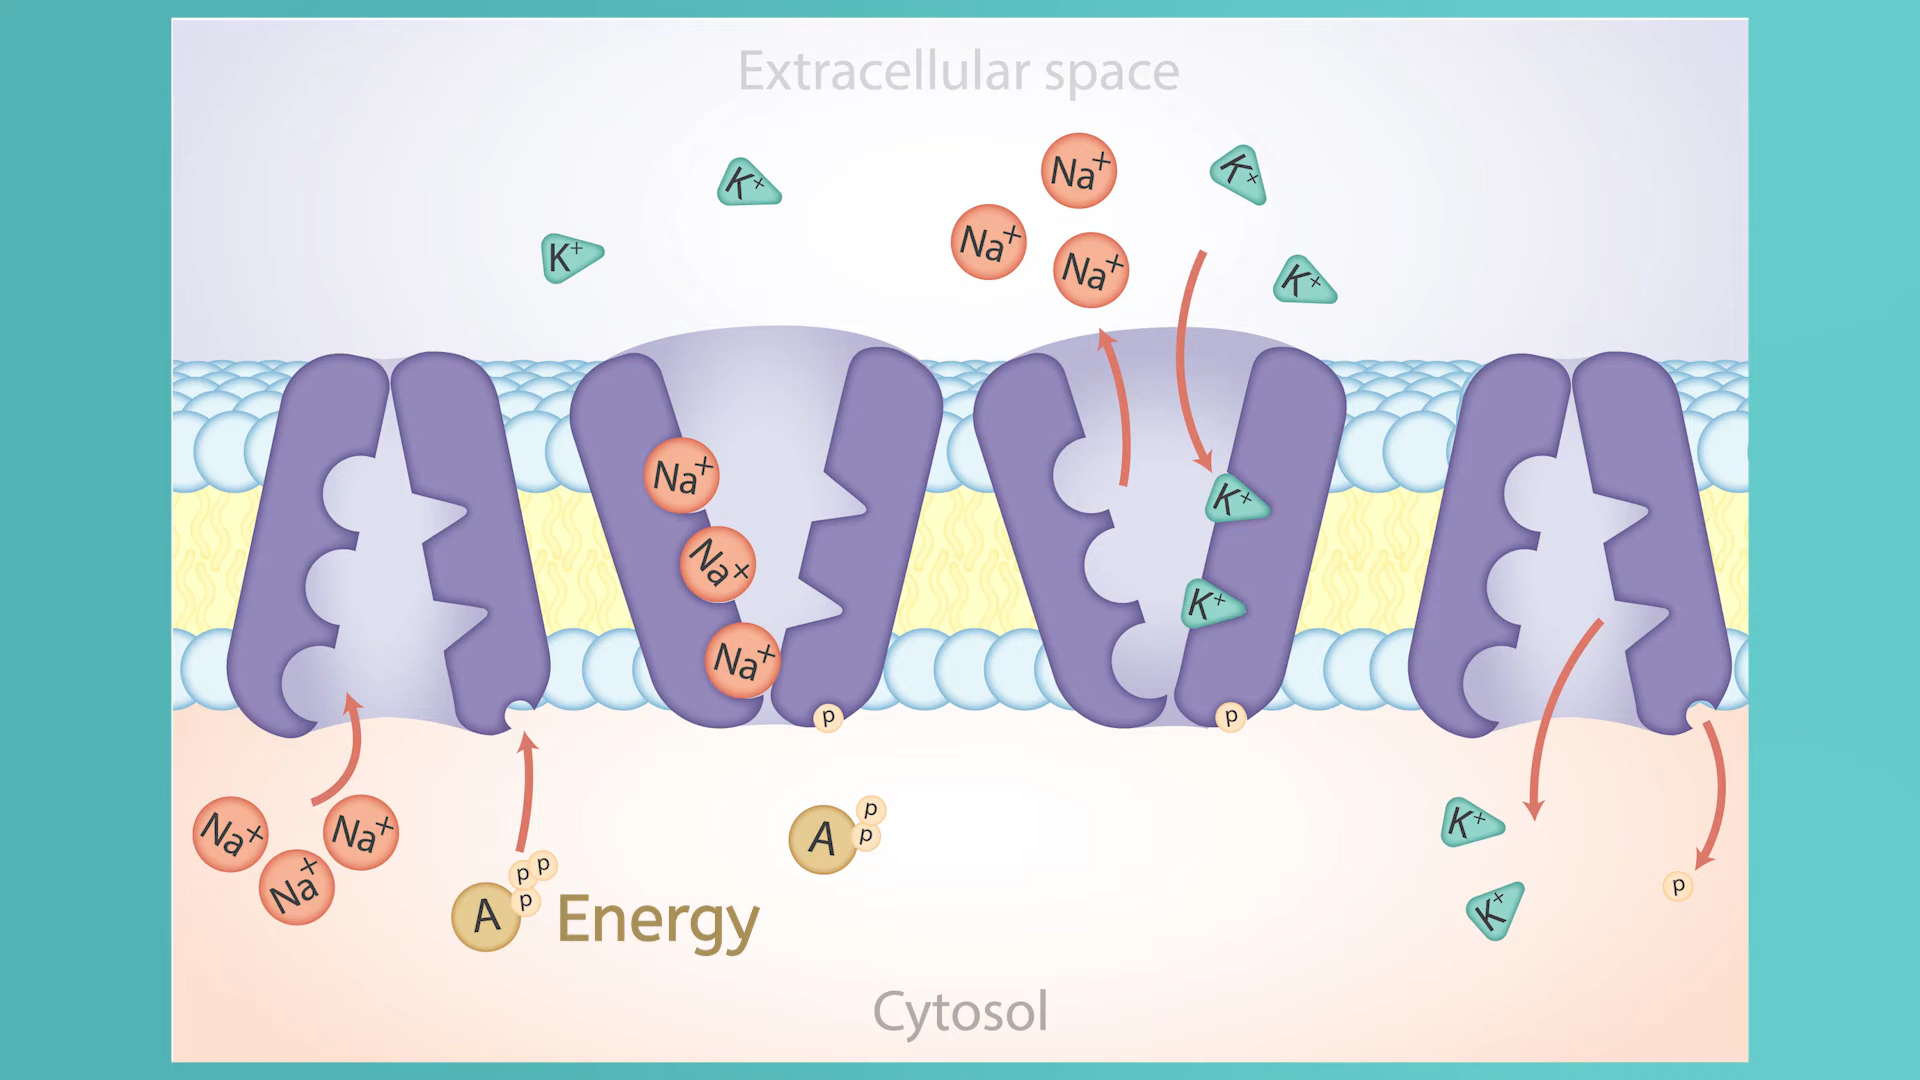 Extracellular space
K+
K+
Na+
Na+
Na+
K+
K+
Na+
Na+
Na+
P
K+
K+
P
Na+
Na+
Na+
A
P
P
P
Energy
A
P
P
K+
K+
P
Cytosol